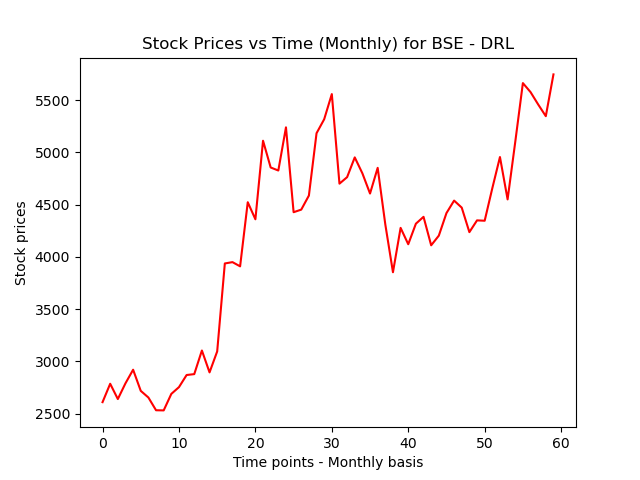 Stock Prices vs Time (Monthly) for BSE - DRL
5500
5000
4500
4000
3500
3000
2500
Stock prices
0 10 20 30 40 50 60
Time points - Monthly basis